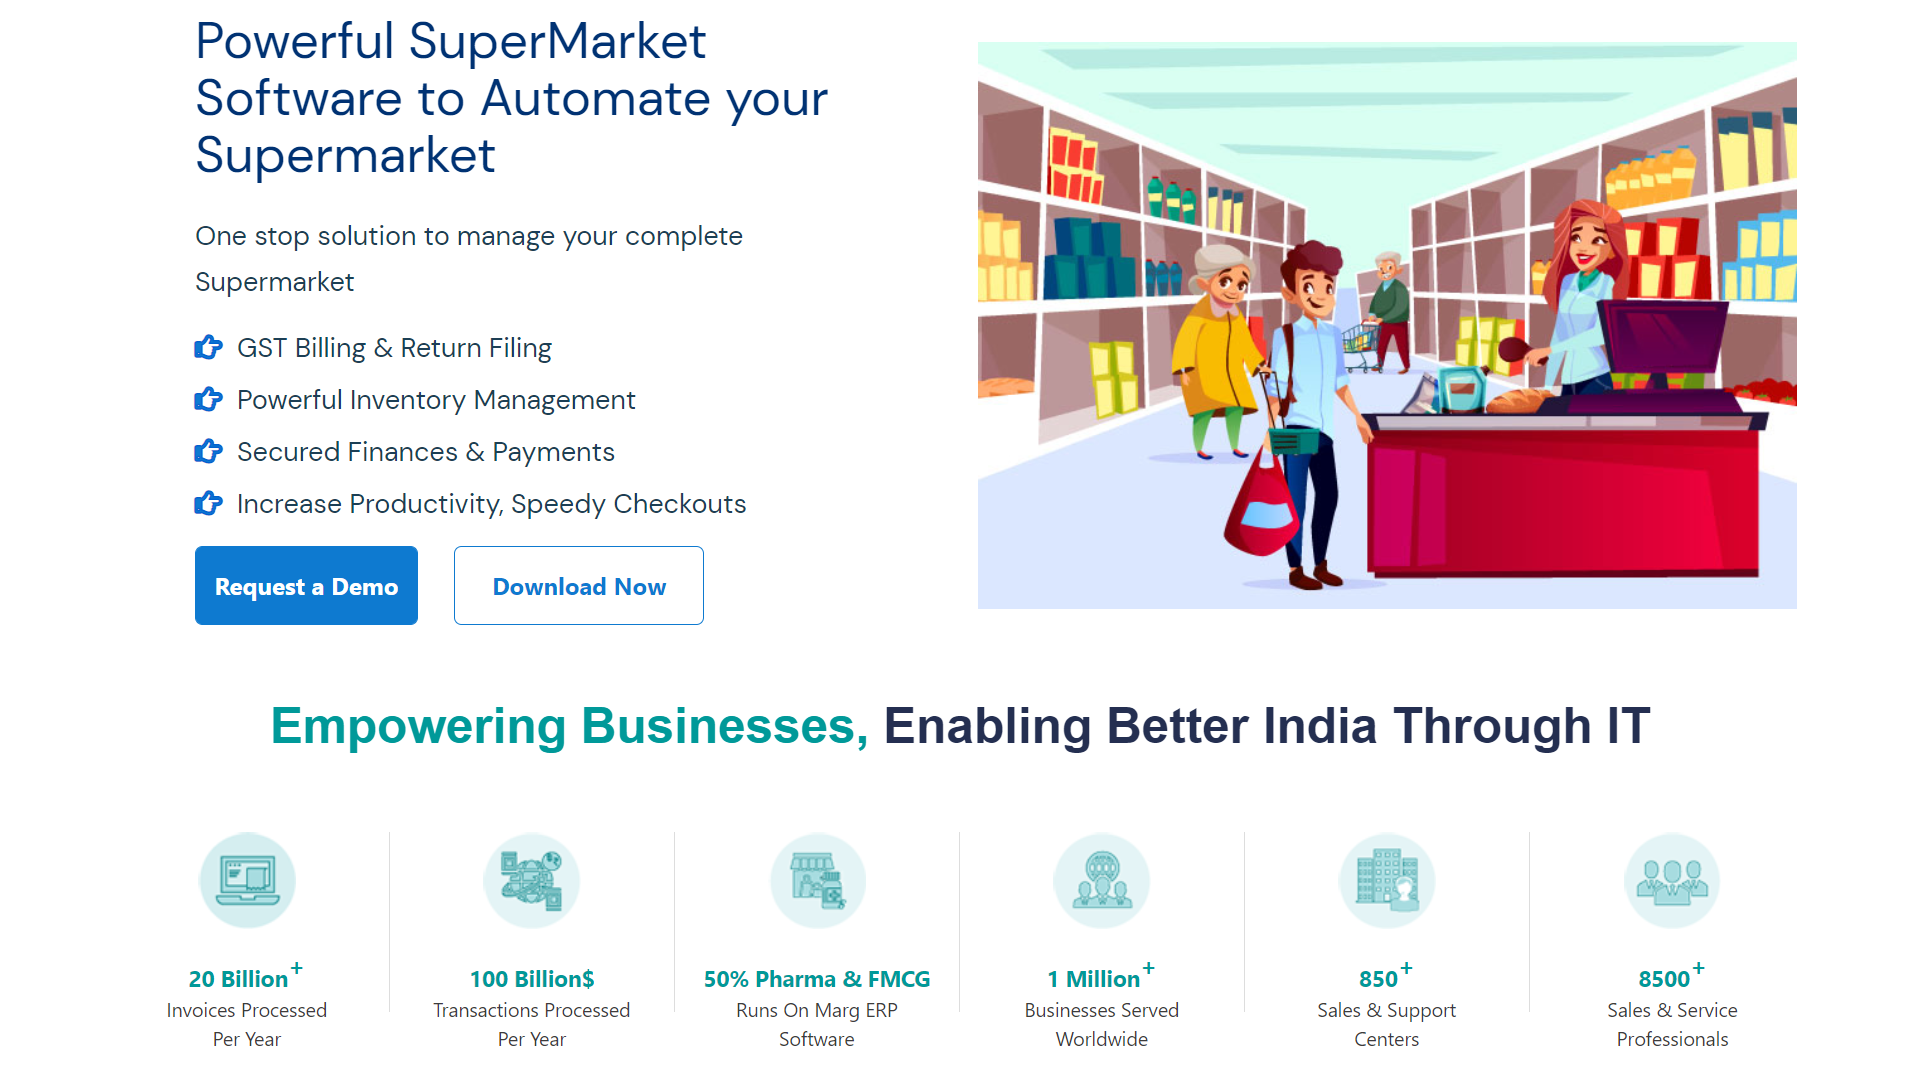 Powerful SuperMarket
Software to Automate your
Supermarket
One stop solution to manage your complete
Supermarket
GST Billing & Return Filing
Powerful Inventory Management
Secured Finances & Payments
Increase Productivity, Speedy Checkouts
Request a Demo
Download Now
Empowering Businesses, Enabling Better India Through IT
20 Billion+
Invoices Processed
Per Year
100 Billion$
Transactions Processed
Per Year
50% Pharma & FMCG
Runs On Marg ERP
Software
1 Million+
Businesses Served
Worldwide
850+
Sales & Support
Centers
8500+
Sales & Service
Professionals